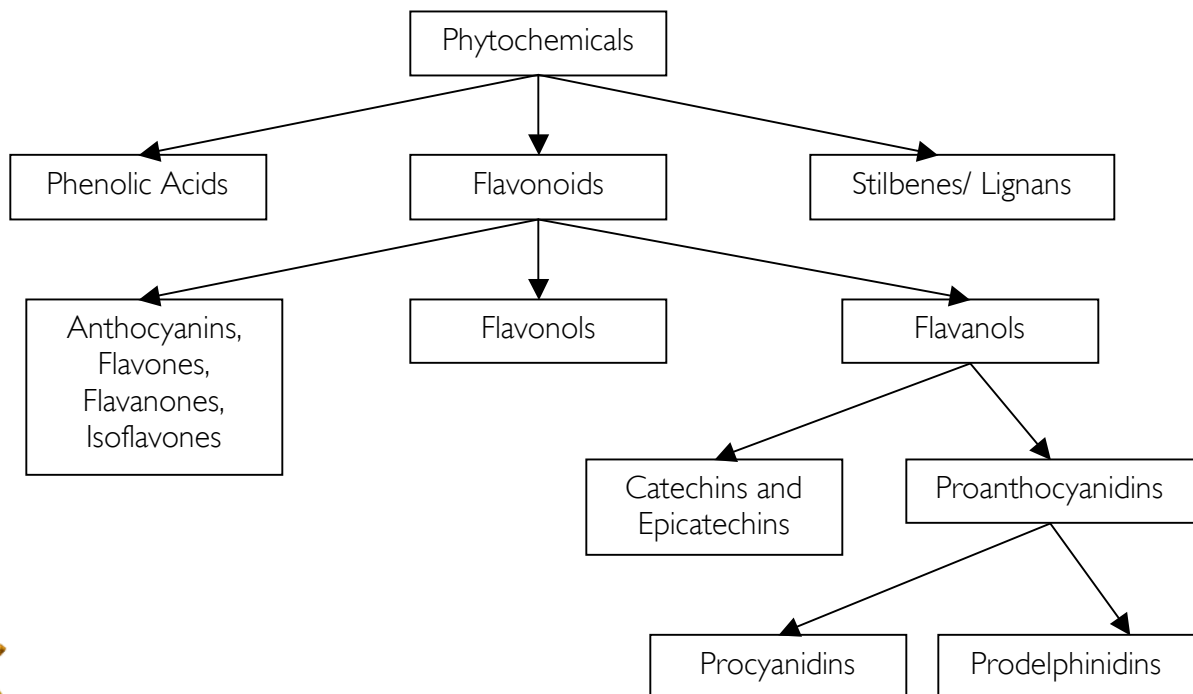 Phytochemicals
Phenolic Acids
Flavonoids
Stilbenes/ Lignans
Anthocyanins,
Flavones,
Flavanones,
Isoflavones
Flavonols
Flavanols
Catechins and
Epicatechins
Proanthocyanidins
Procyanidins
Prodelphinidins